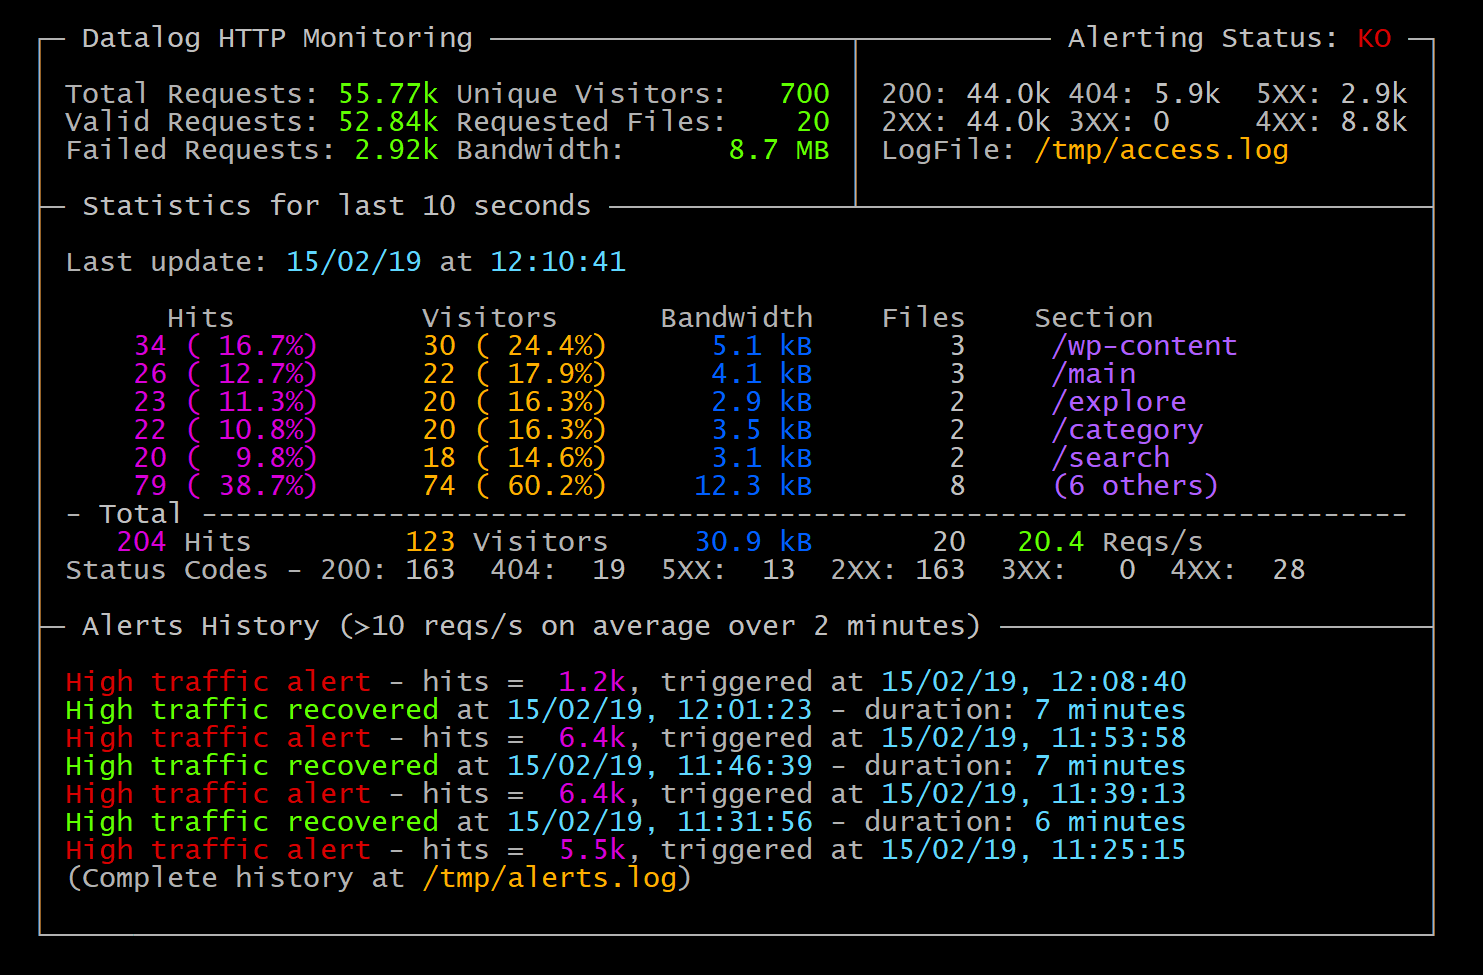 Datalog HTTP Monitoring Alerting Status: KO
Total Requests: 55.77k Unique Visitors: 700 200: 44.0k 404: 5.9k 5XX: 2.9k
Valid Requests: 52.84k Requested Files: 20 2XX: 44.0k 3XX: 0 4XX: 8.8k
Failed Requests: 2.92k Bandwidth: 8.7 MB LogFile: /tmp/access.log
Statistics for last 10 seconds
Last update: 15/02/19 at 12:10:41
Hits Visitors Bandwidth Files Section
34 ( 16.7%) 30 ( 24.4%) 5.1 kB 3 /wp-content
26 ( 12.7%) 22 ( 17.9%) 4.1 kB 3 /main
23 ( 11.3%) 20 ( 16.3%) 2.9 kB 2 /explore
22 ( 10.8%) 20 ( 16.3%) 3.5 kB 2 /category
20 ( 9.8%) 18 ( 14.6%) 3.1 kB 2 /search
79 ( 38.7%) 74 ( 60.2%) 12.3 kB 8 (6 others)
- Total -----------------------------------------------------------------------
204 Hits 123 Visitors 30.9 kB 20 20.4 Reqs/s
Status Codes - 200: 163 404: 19 5XX: 13 2XX: 163 3XX: 0 4XX: 28
Alerts History (>10 reqs/s on average over 2 minutes)
High traffic alert - hits = 1.2k, triggered at 15/02/19, 12:08:40
High traffic recovered at 15/02/19, 12:01:23 - duration: 7 minutes
High traffic alert - hits = 6.4k, triggered at 15/02/19, 11:53:58
High traffic recovered at 15/02/19, 11:46:39 - duration: 7 minutes
High traffic alert - hits = 6.4k, triggered at 15/02/19, 11:39:13
High traffic recovered at 15/02/19, 11:31:56 - duration: 6 minutes
High traffic alert - hits = 5.5k, triggered at 15/02/19, 11:25:15
(Complete history at /tmp/alerts.log)